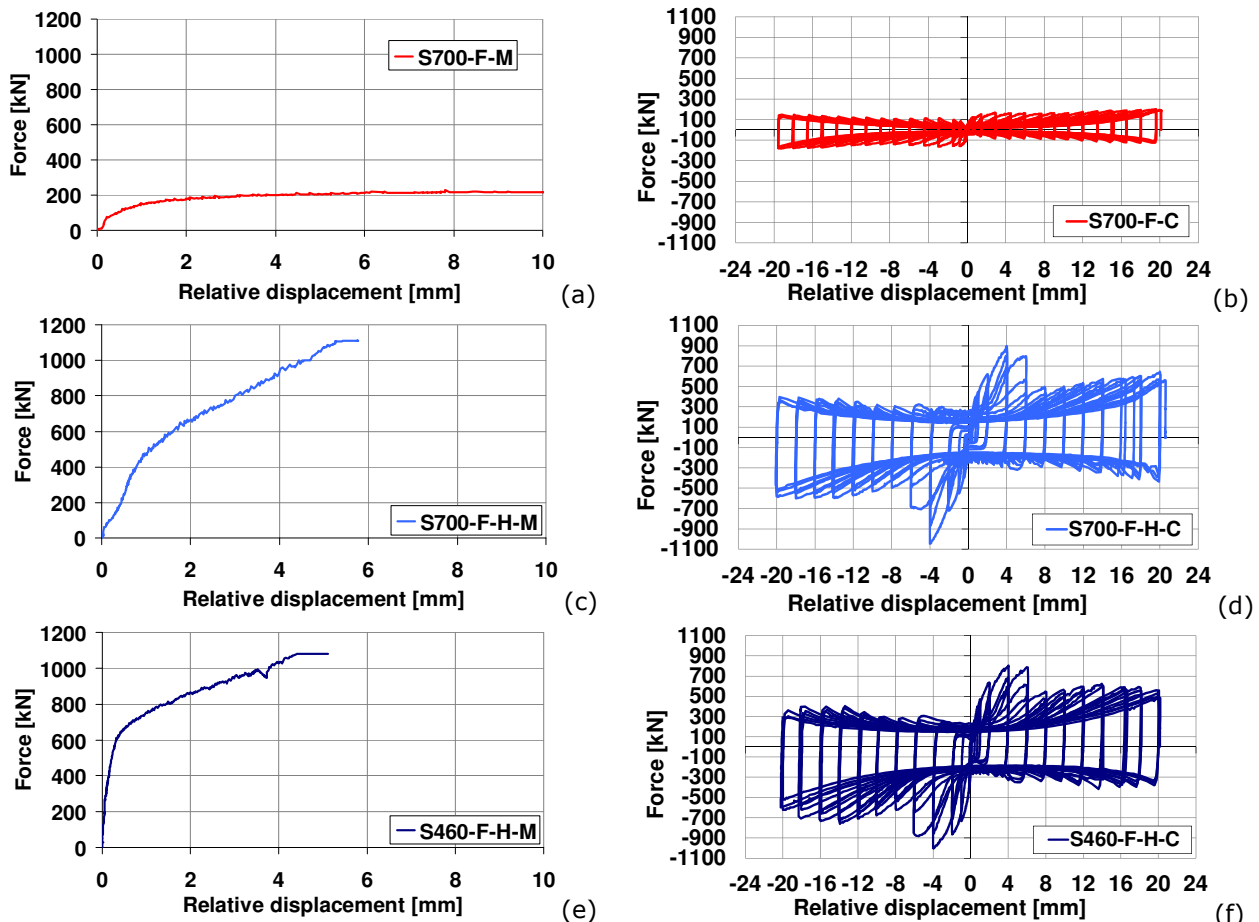 1200
1000
800
600
400
200
0
Force [kN]
S700-F-M
0 2 4 6 8 10
Relative displacement [mm]
(a)
1100
900
700
500
300
100
-100
-300
-500
-700
-900
-1100
Force [kN]
S700-F-C
-24 -20 -16 -12 -8 -4 0 4 8 12 16 20 24
Relative displacement [mm]
(b)
1200
1000
800
600
400
200
0
Force [kN]
S700-F-H-M
0 2 4 6 8 10
Relative displacement [mm]
(c)
1100
900
700
500
300
100
-100
-300
-500
-700
-900
-1100
Force [kN]
S700-F-H-C
-24 -20 -16 -12 -8 -4 0 4 8 12 16 20 24
Relative displacement [mm]
(d)
1200
1000
800
600
400
200
0
Force [kN]
S460-F-H-M
0 2 4 6 8 10
Relative displacement [mm]
(e)
1100
900
700
500
300
100
-100
-300
-500
-700
-900
-1100
Force [kN]
S460-F-H-C
-24 -20 -16 -12 -8 -4 0 4 8 12 16 20 24
Relative displacement [mm]
(f)